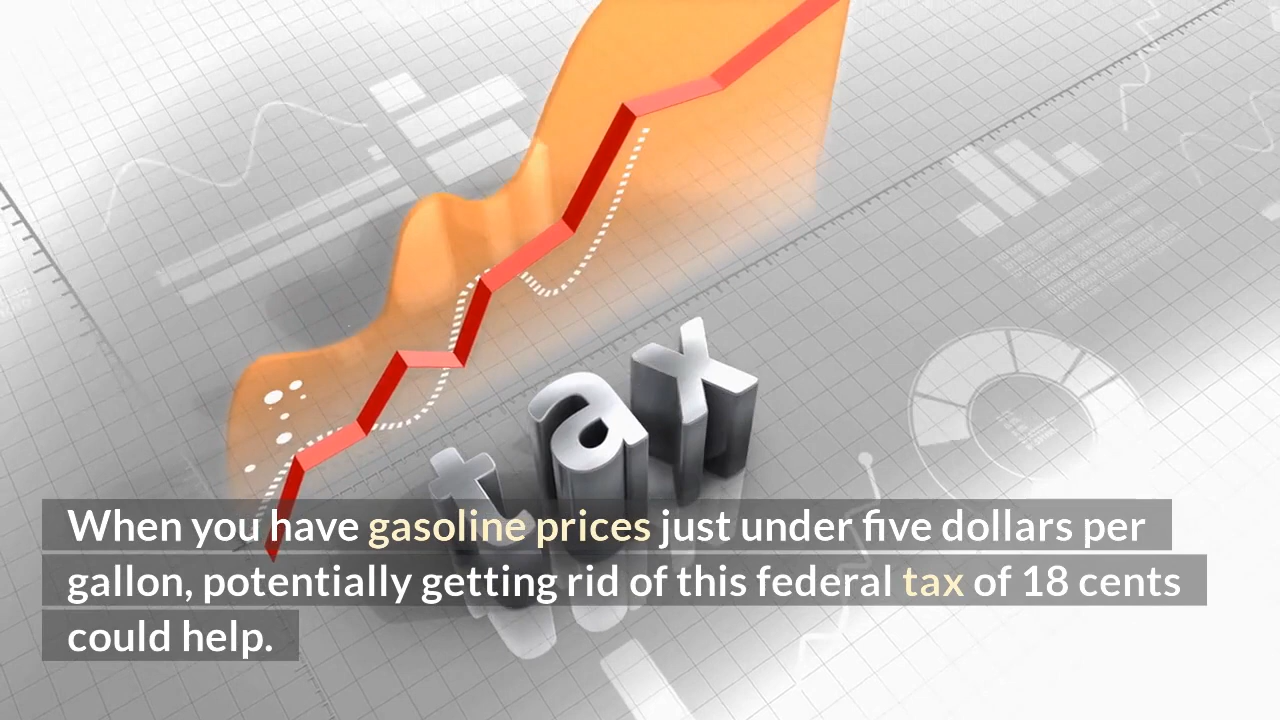 tax
When you have gasoline prices just under five dollars per
gallon, potentially getting rid of this federal tax of 18 cents
could help.